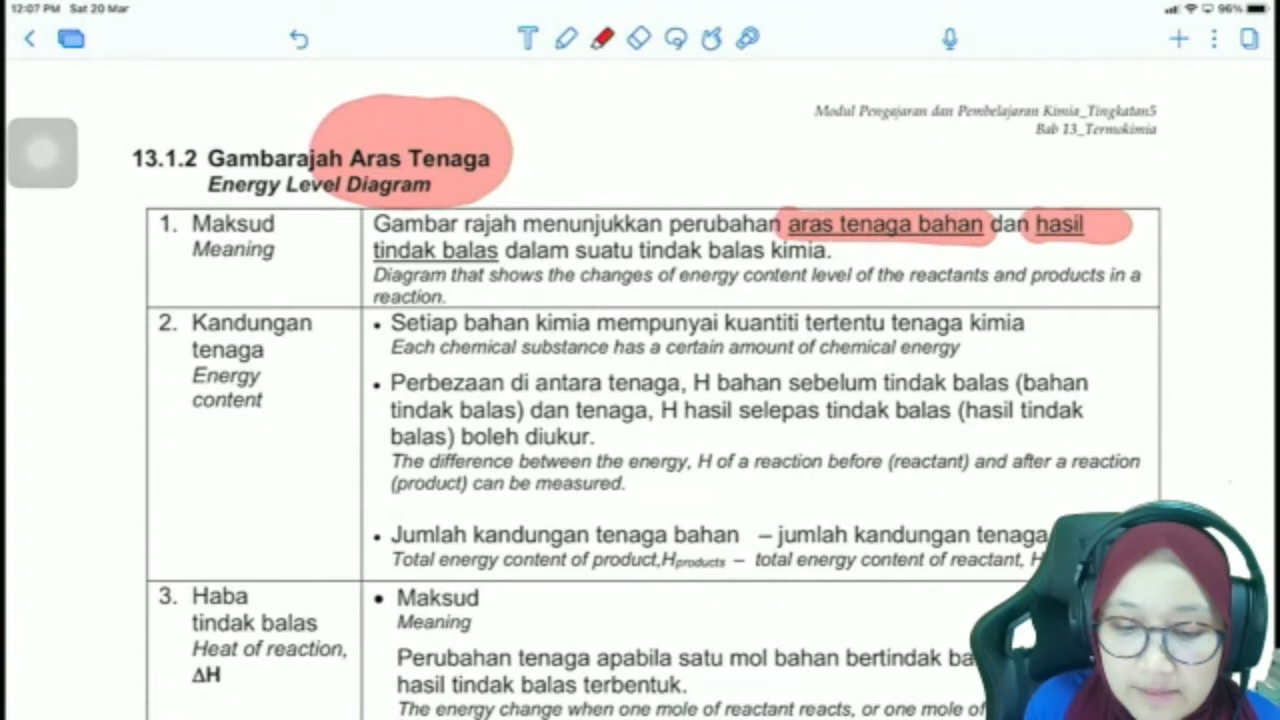 12:07 PM Sat 20 Mar
96%
Modul Pengajaran dan Pembelajaran Kimia_Tingkatan5
Bab 13_Termokimia
13.1.2 Gambarajah Aras Tenaga
Energy Level Diagram
1. Maksud
Meaning
Gambar rajah menunjukkan perubahan aras tenaga bahan dan hasil
tindak balas dalam suatu tindak balas kimia.
Diagram that shows the changes of energy content level of the reactants and products in a
reaction.
2. Kandungan
tenaga
Energy
content
• Setiap bahan kimia mempunyai kuantiti tertentu tenaga kimia
Each chemical substance has a certain amount of chemical energy
• Perbezaan di antara tenaga, H bahan sebelum tindak balas (bahan
tindak balas) dan tenaga, H hasil selepas tindak balas (hasil tindak
balas) boleh diukur.
The difference between the energy, H of a reaction before (reactant) and after a reaction
(product) can be measured.
• Jumlah kandungan tenaga bahan – jumlah kandungan tenaga
Total energy content of product,Hproducts – total energy content of reactant, H
3. Haba
tindak balas
Heat of reaction,
ΔH
• Maksud
Meaning
Perubahan tenaga apabila satu mol bahan bertindak ba
hasil tindak balas terbentuk.
The energy change when one mole of reactant reacts, or one mole of